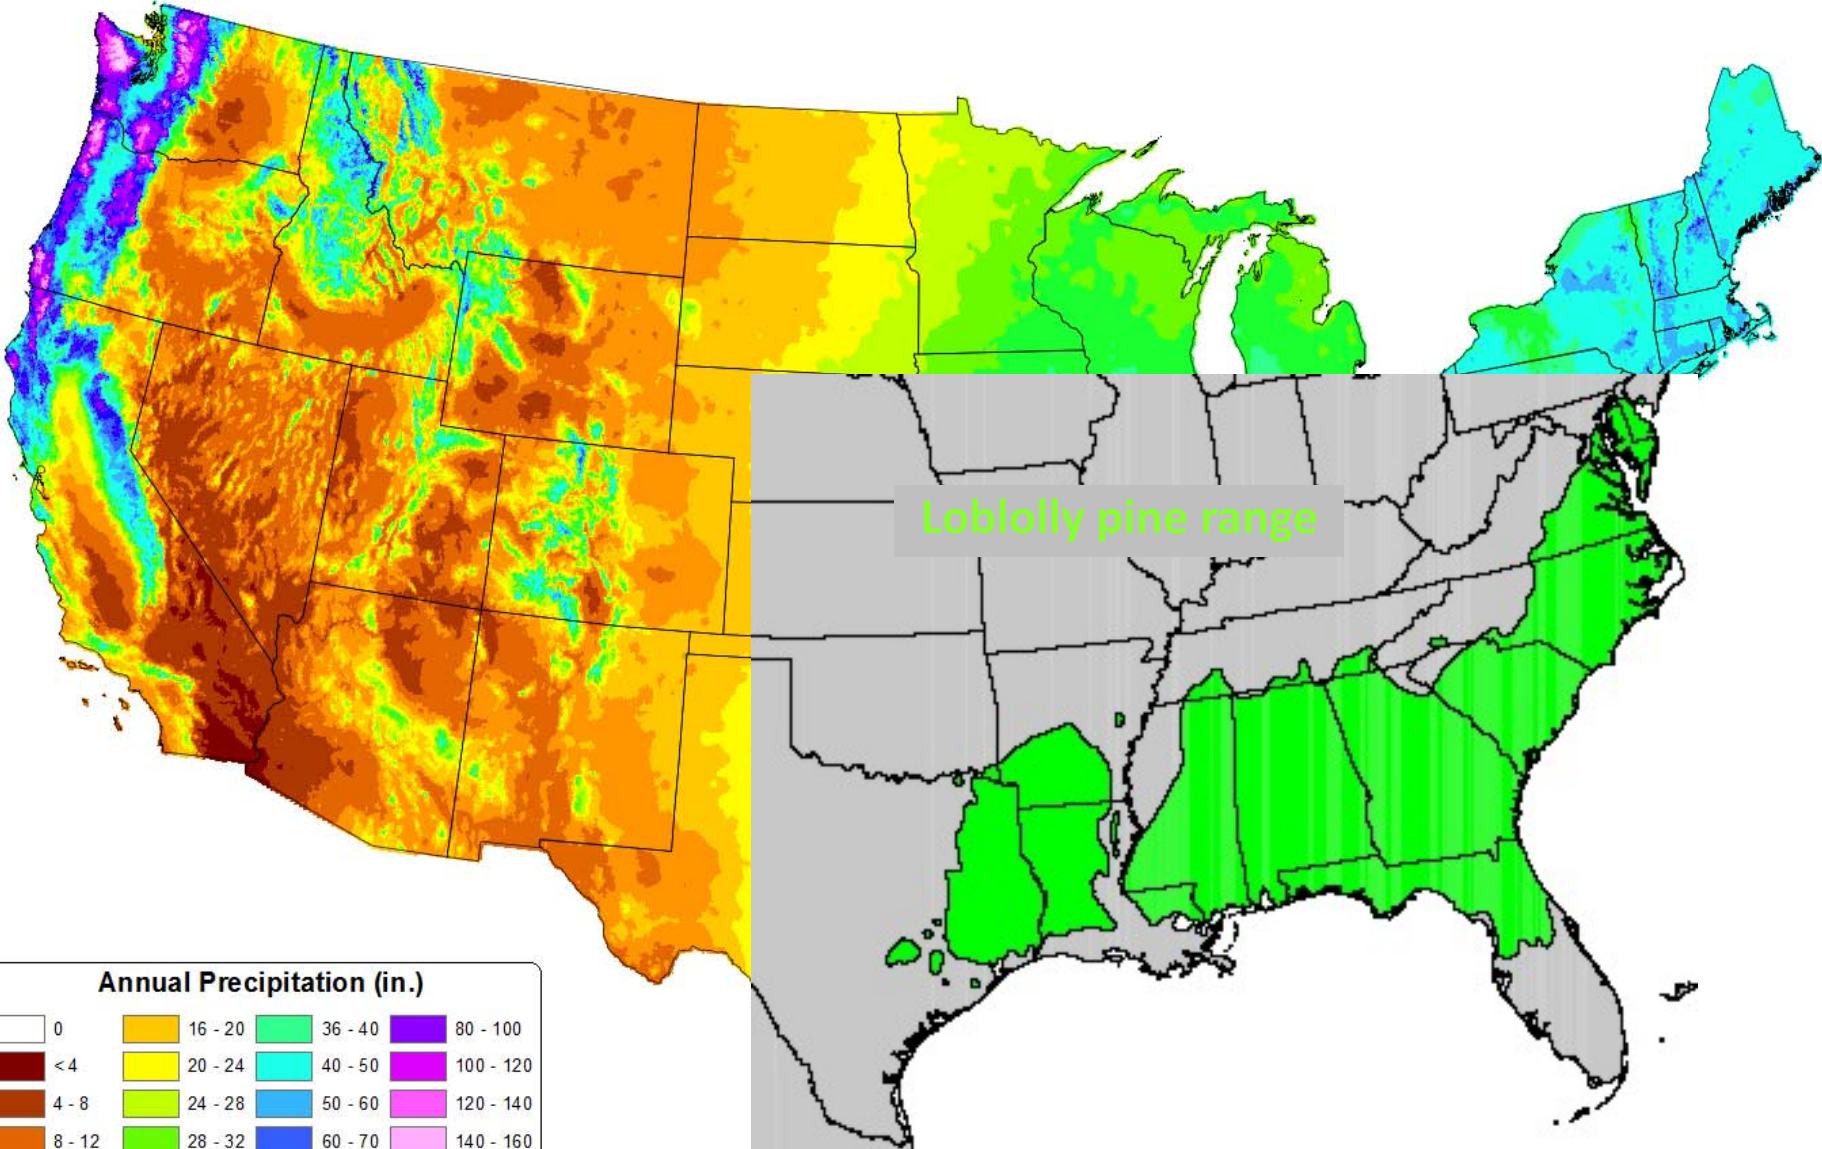 Loblolly pine range
Annual Precipitation (in.)
0 16 - 20 36 - 40 80 - 100
< 4 20 - 24 40 - 50 100 - 120
4 - 8 24 - 28 50 - 60 120 - 140
8 - 12 28 - 32 60 - 70 140 - 160